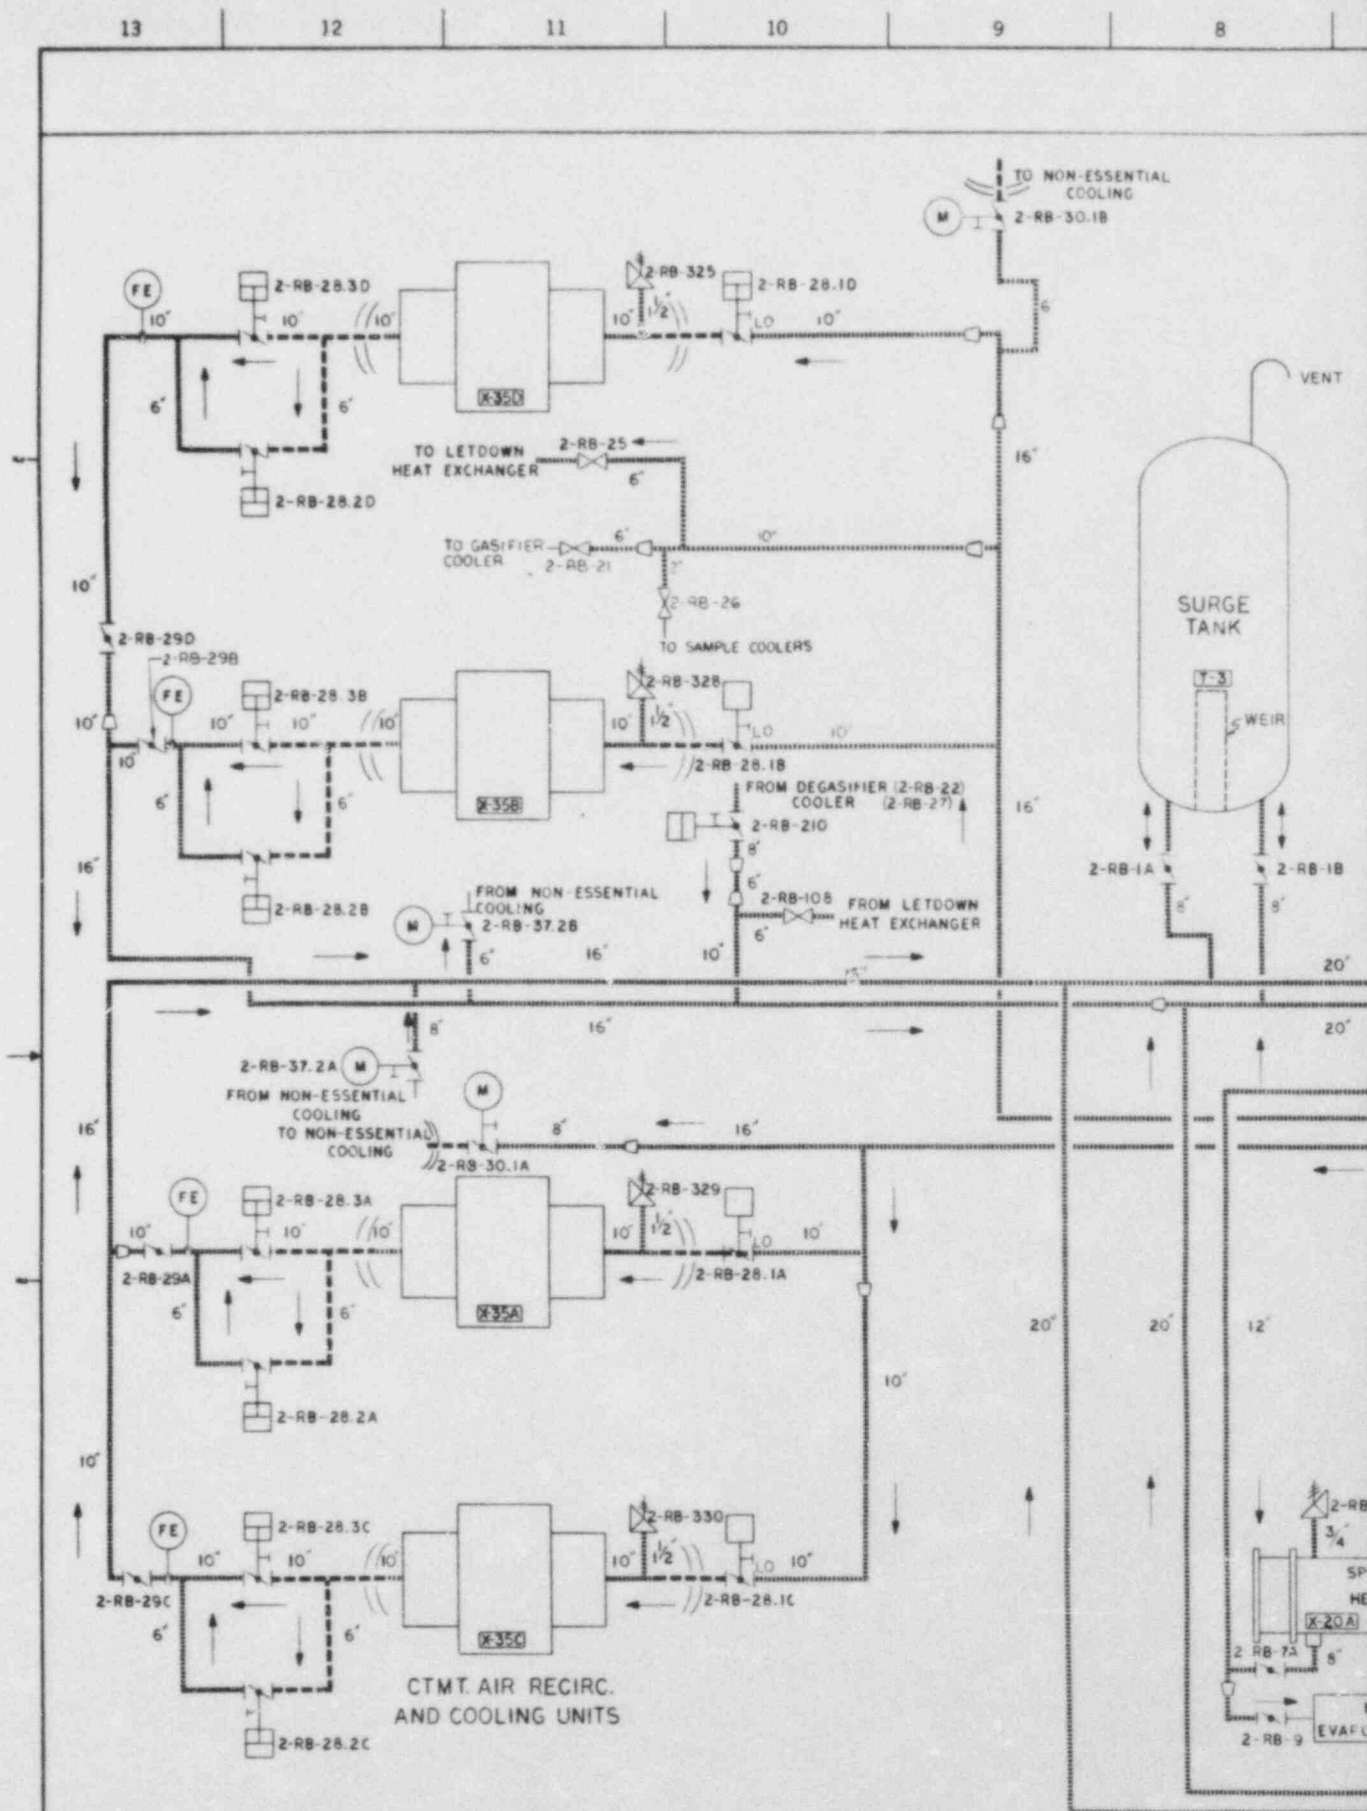 13 12 11 10 9 8
TO NON-ESSENTIAL
COOLING
M
2-RB-30.1B
FE
2-RB-28.3D
2-RB-325
2-RB-28.1D
10"
10"
10"
10"
1½"
LO
10"
6"
X-35D
VENT
6"
6"
2-RB-28.2D
TO LETDOWN
HEAT EXCHANGER
2-RB-25
6"
16"
TO GASIFIER
COOLER
2-RB-21
6"
10"
2"
2-RB-26
TO SAMPLE COOLERS
10"
SURGE
TANK
T-3
WEIR
2-RB-29D
2-RB-29B
FE
2-RB-28.3B
2-RB-328
10"
10"
10"
10"
10"
10"
1½"
LO
10"
2-RB-28.1B
X-35B
6"
6"
2-RB-28.2B
FROM DEGASIFIER (2-RB-22)
COOLER (2-RB-27)
2-RB-210
8"
6"
16"
2-RB-1A
2-RB-1B
8"
8"
16"
FROM NON-ESSENTIAL
COOLING
M
2-RB-37.2B
6"
2-RB-108
FROM LETDOWN
HEAT EXCHANGER
6"
10"
16"
20"
16"
20"
8"
2-RB-37.2A
M
FROM NON-ESSENTIAL
COOLING
M
TO NON-ESSENTIAL
COOLING
2-RB-30.1A
8"
16"
16"
FE
2-RB-28.3A
2-RB-329
10"
10"
10"
10"
1½"
LO
10"
2-RB-29A
2-RB-28.1A
X-35A
6"
6"
2-RB-28.2A
20"
20"
12"
10"
10"
FE
2-RB-28.3C
2-RB-330
10"
10"
10"
10"
1½"
LO
10"
2-RB-29C
2-RB-28.1C
X-35C
6"
6"
2-RB-28.2C
CTMT. AIR RECIRC.
AND COOLING UNITS
2-RB
¾"
SP
HE
X-20A
2-RB-7A
8"
2-RB-9
EVAPU